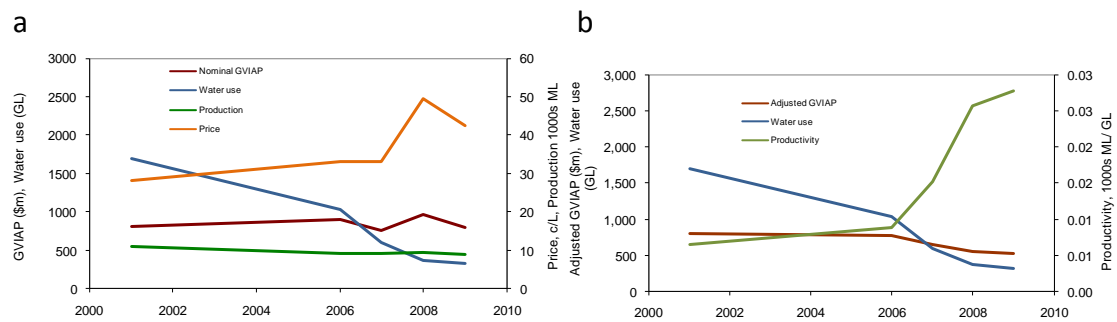 a
GVIAP ($m), Water use (GL)
3000
2500
2000
1500
1000
500
0
Nominal GVIAP
Water use
Production
Price
60
50
40
30
20
10
0
Price, c/L, Production 1000s ML
2000
2002
2004
2006
2008
2010
b
Adjusted GVIAP ($m), Water use
(GL)
3,000
2,500
2,000
1,500
1,000
500
0
Adjusted GVIAP
Water use
Productivity
0.03
0.03
0.02
0.02
0.01
0.01
0.00
Productivity, 1000s ML/ GL
2000
2002
2004
2006
2008
2010